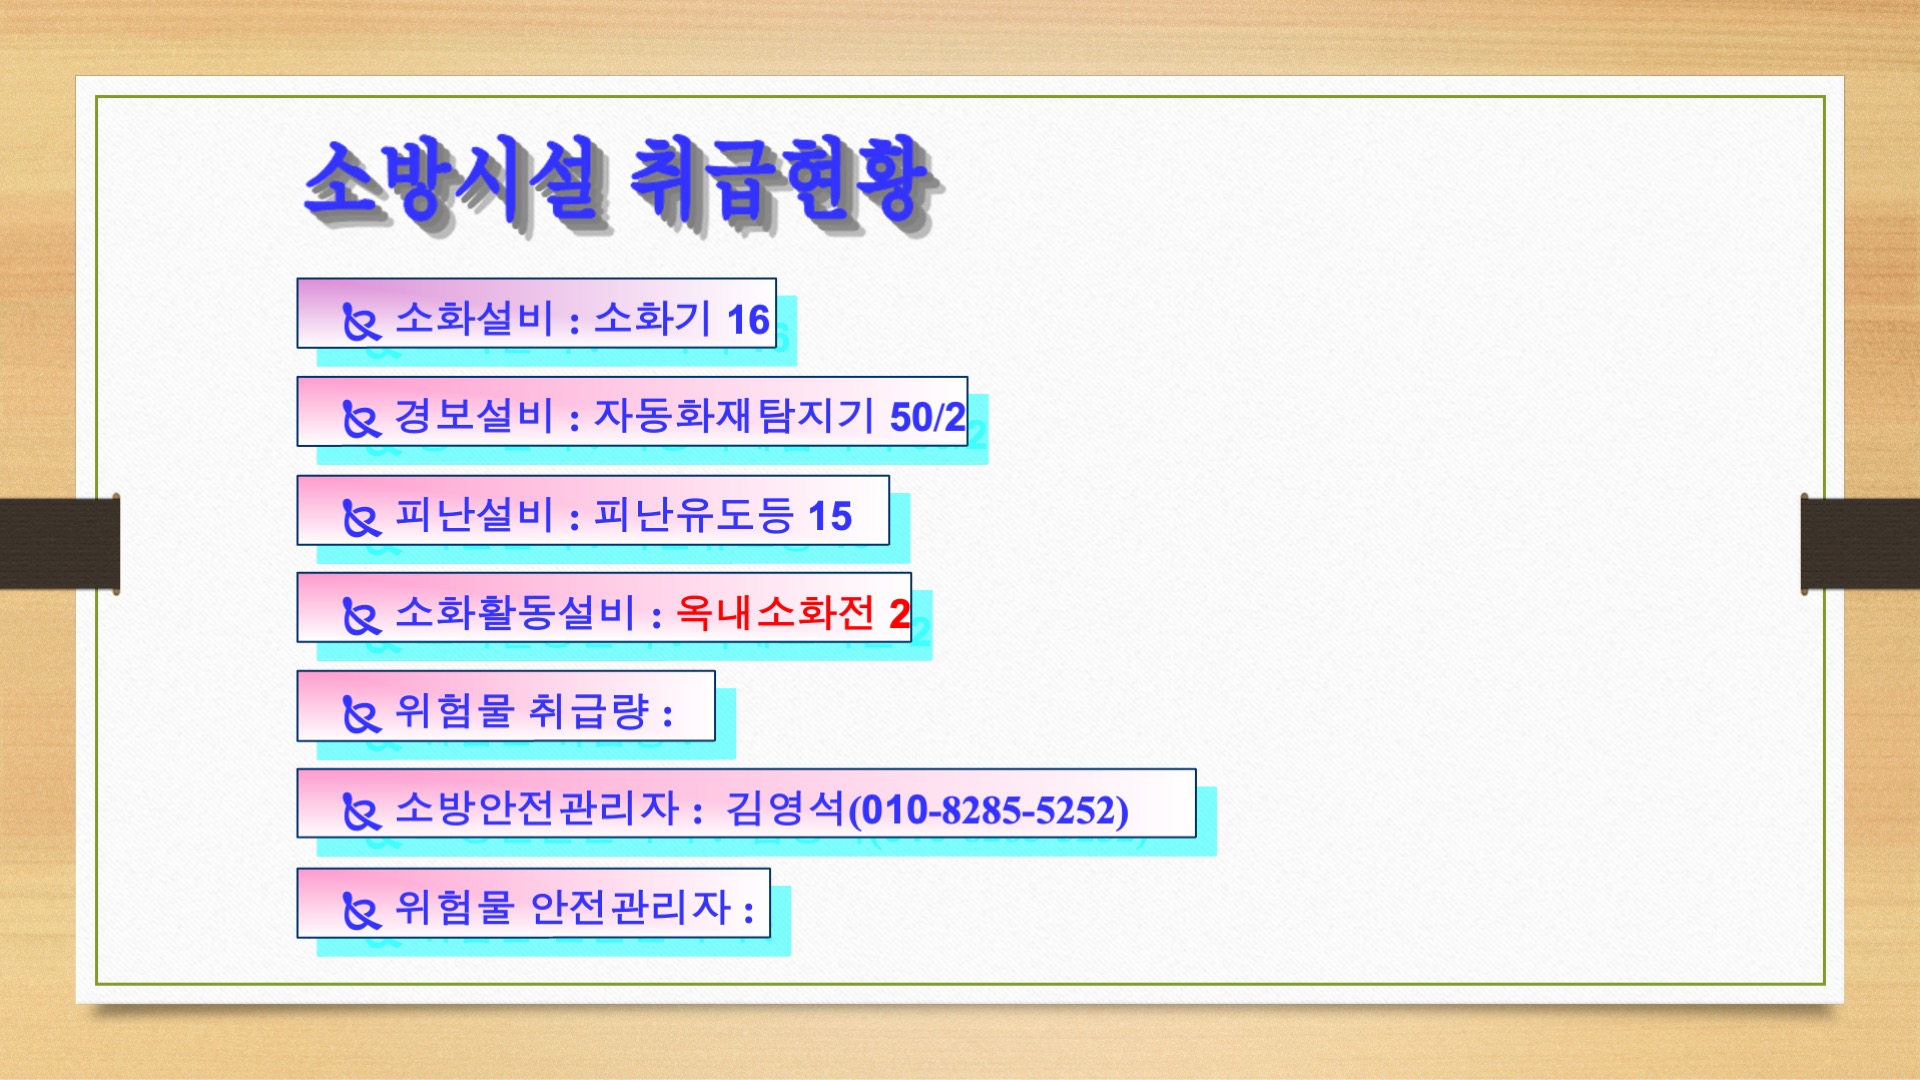 소방시설 취급현황
소화설비 : 소화기 16
경보설비 : 자동화재탐지기 50/2
피난설비 : 피난유도등 15
소화활동설비 : 옥내소화전 2
위험물 취급량 :
소방안전관리자 : 김영석(010-8285-5252)
위험물 안전관리자 :